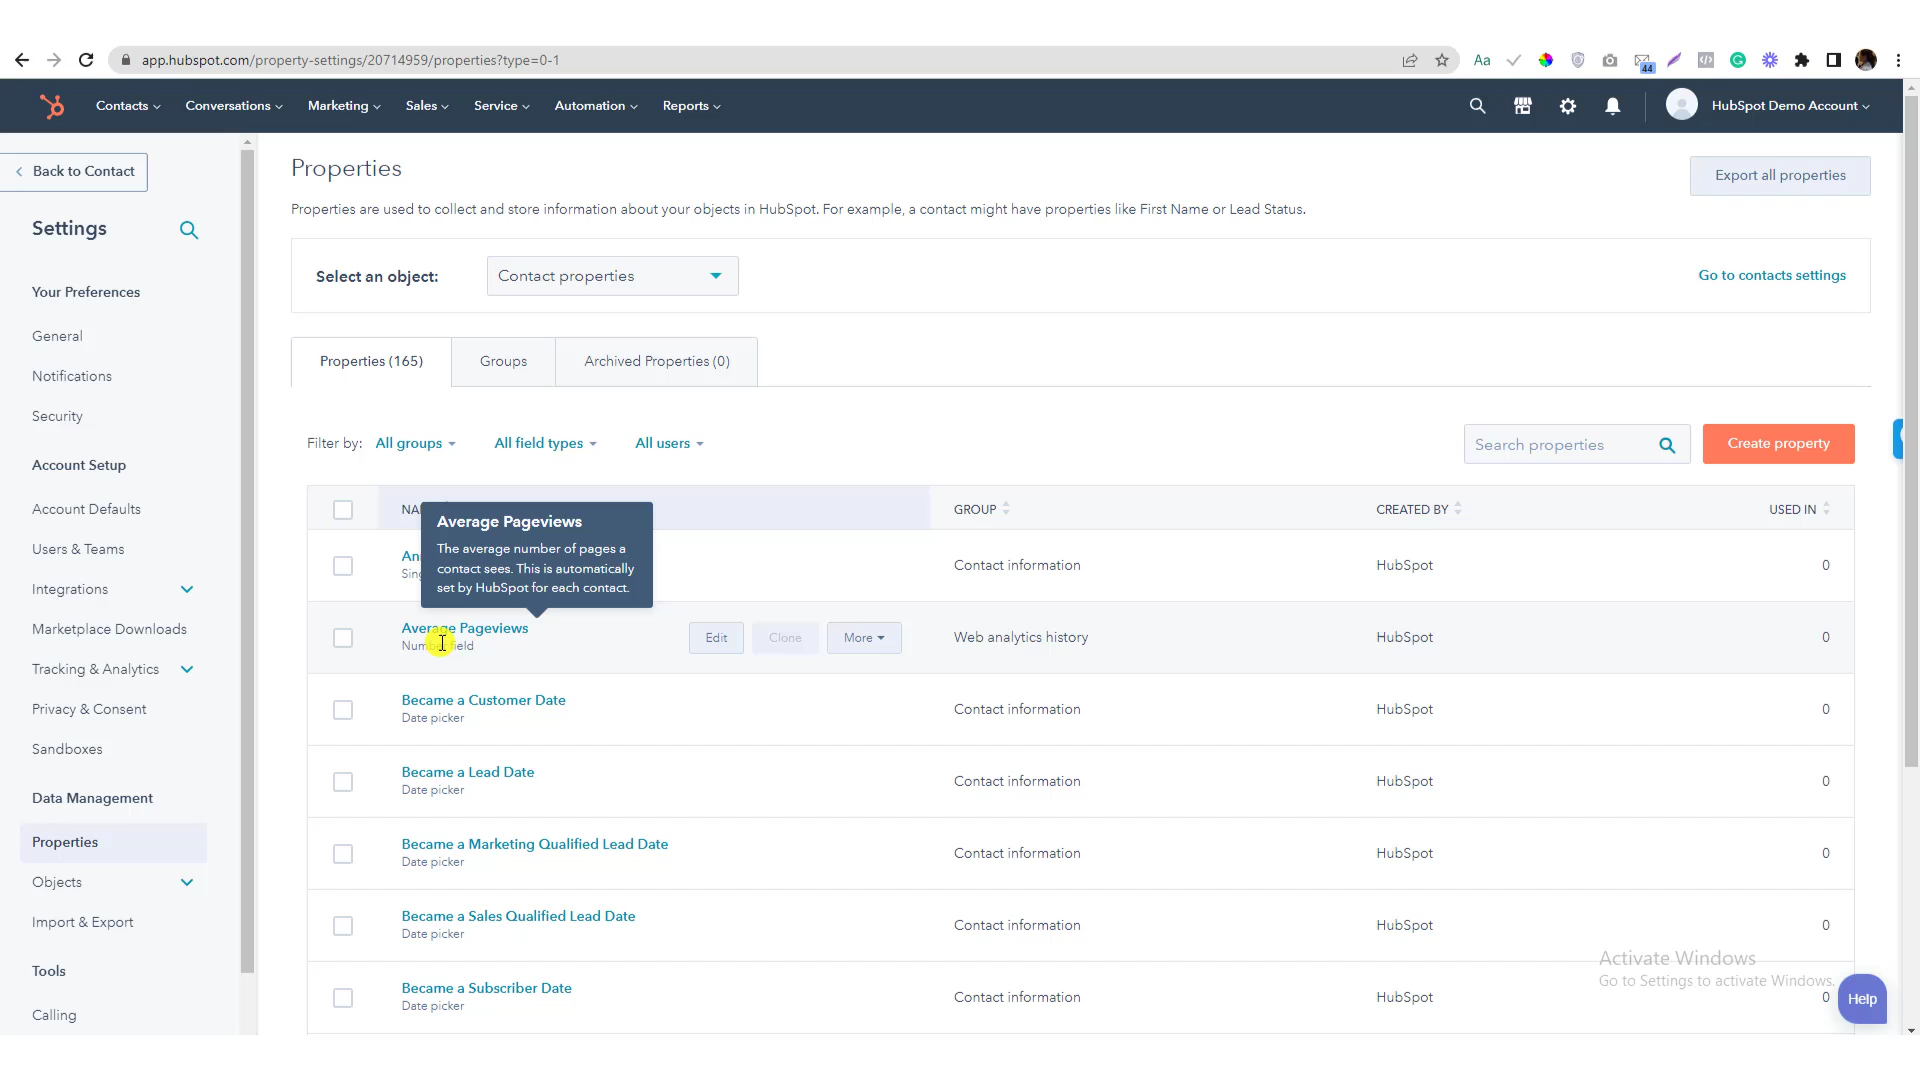 app.hubspot.com/property-settings/20714959/properties?type=0-1
Aa
44
Contacts
Conversations
Marketing
Sales
Service
Automation
Reports
HubSpot Demo Account
Back to Contact
Settings
Your Preferences
General
Notifications
Security
Account Setup
Account Defaults
Users & Teams
Integrations
Marketplace Downloads
Tracking & Analytics
Privacy & Consent
Sandboxes
Data Management
Properties
Objects
Import & Export
Tools
Calling
Properties
Export all properties
Properties are used to collect and store information about your objects in HubSpot. For example, a contact might have properties like First Name or Lead Status.
Select an object:
Contact properties
Go to contacts settings
Properties (165)
Groups
Archived Properties (0)
Filter by:
All groups
All field types
All users
Search properties
Create property
GROUP
CREATED BY
USED IN
Average Pageviews
The average number of pages a
contact sees. This is automatically
set by HubSpot for each contact.
Contact information
HubSpot
0
Average Pageviews
Number field
Edit
Clone
More
Web analytics history
HubSpot
0
Became a Customer Date
Date picker
Contact information
HubSpot
0
Became a Lead Date
Date picker
Contact information
HubSpot
0
Became a Marketing Qualified Lead Date
Date picker
Contact information
HubSpot
0
Became a Sales Qualified Lead Date
Date picker
Contact information
HubSpot
0
Became a Subscriber Date
Date picker
Contact information
HubSpot
0
Activate Windows
Go to Settings to activate Windows.
Help